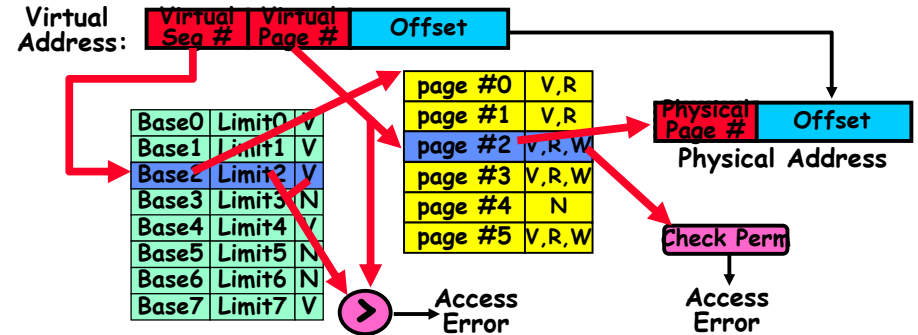 Virtual
Address:
Virtual
Seg #
Virtual
Page #
Offset
Base0 Limit0 V
Base1 Limit1 V
Base2 Limit2 V
Base3 Limit3 N
Base4 Limit4 V
Base5 Limit5 N
Base6 Limit6 N
Base7 Limit7 V
page #0 V,R
page #1 V,R
page #2 V,R,W
page #3 V,R,W
page #4 N
page #5 V,R,W
Physical
Page #
Offset
Physical Address
Check Perm
>
Access
Error
Access
Error